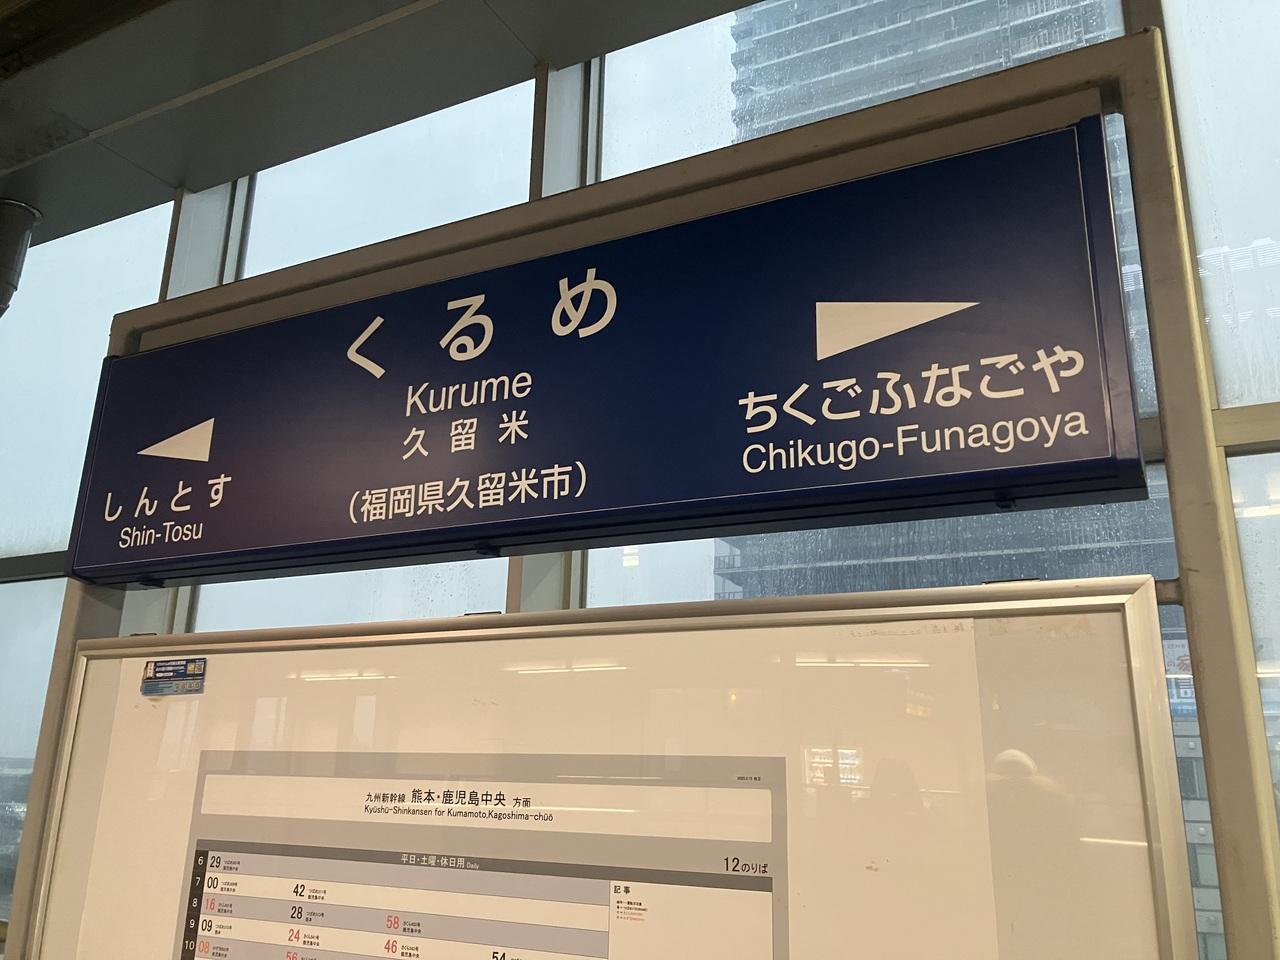 くるめ
Kurume
久留米
(福岡県久留米市)
しんとす
Shin-Tosu
ちくごふなごや
Chikugo-Funagoya
九州新幹線 熊本・鹿児島中央 方面
Kyūshū-Shinkansen for Kumamoto,Kagoshima-chūō
平日・土曜・休日用 Daily
12のりば
記事
6 29
7 00 42
8 16 28 58
9 09 24 46
10 08 56 54